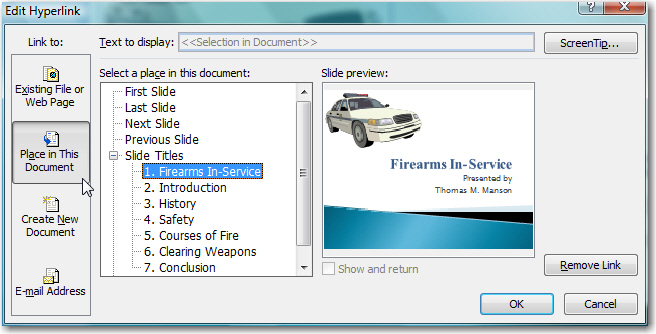 Edit Hyperlink
Link to:
Text to display:
<<Selection in Document>>
ScreenTip...
Existing File or
Web Page
Place in This
Document
Create New
Document
E-mail Address
Select a place in this document:
First Slide
Last Slide
Next Slide
Previous Slide
Slide Titles
1. Firearms In-Service
2. Introduction
3. History
4. Safety
5. Courses of Fire
6. Clearing Weapons
7. Conclusion
Slide preview:
Firearms In-Service
Presented by
Thomas M. Manson
Show and return
Remove Link
OK
Cancel